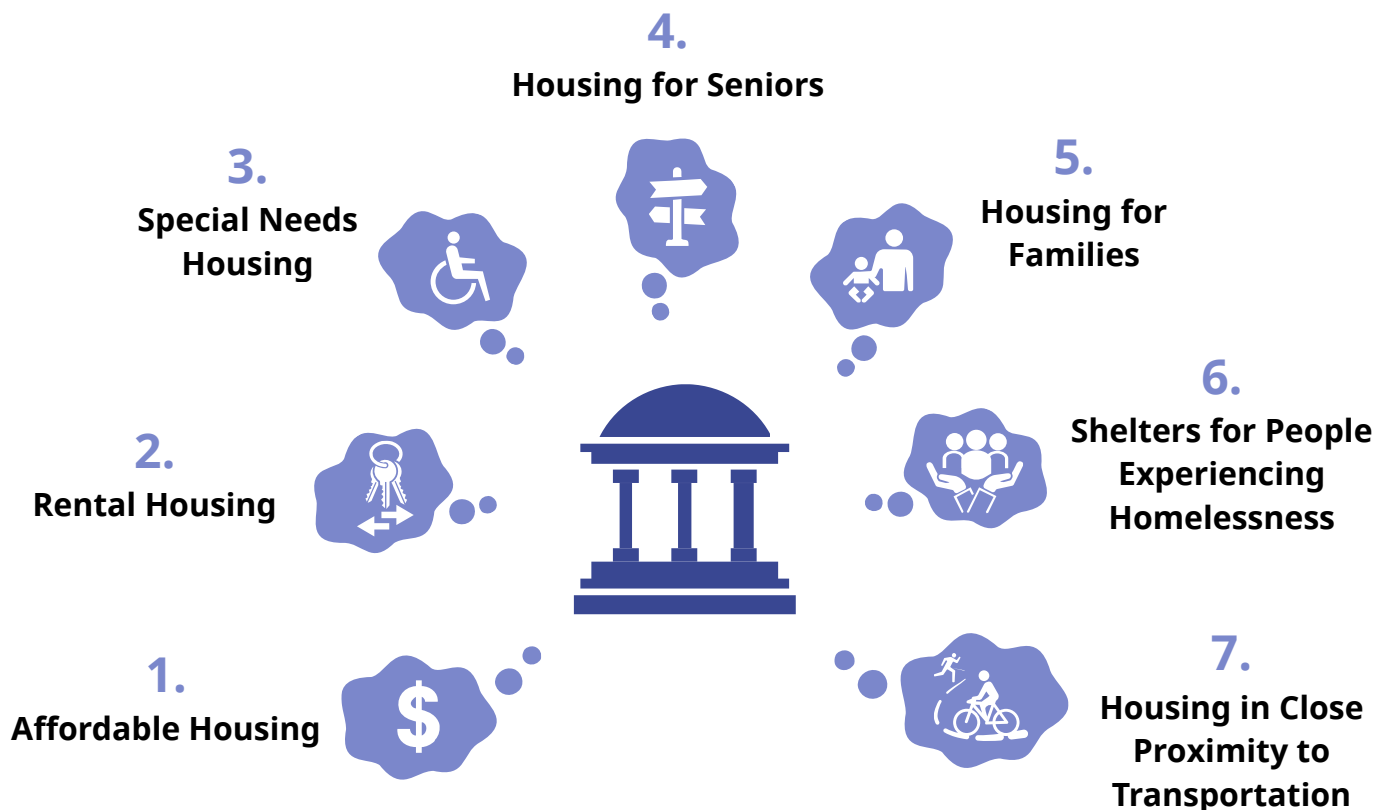 4.
Housing for Seniors
3.
Special Needs
Housing
5.
Housing for
Families
2.
Rental Housing
6.
Shelters for People
Experiencing
Homelessness
1.
Affordable Housing
$
7.
Housing in Close
Proximity to
Transportation